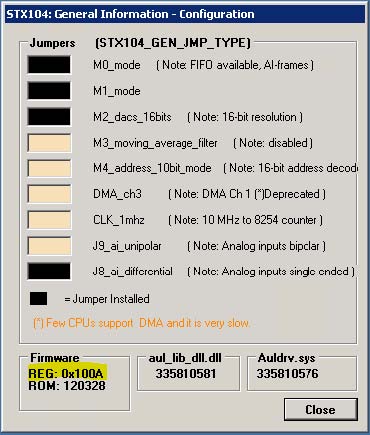 STX104: General Information - Configuration
Jumpers (STX104_GEN_JMP_TYPE)
M0_mode ( Note: FIFO available, AI-frames )
M1_mode
M2_dacs_16bits ( Note: 16-bit resolution )
M3_moving_average_filter ( Note: disabled )
M4_address_10bit_mode ( Note: 16-bit address decod
DMA_ch3 ( Note: DMA Ch 1 (*)Deprecated )
CLK_1mhz ( Note: 10 MHz to 8254 counter )
J9_ai_unipolar ( Note: Analog inputs bipolar )
J8_ai_differential ( Note: Analog inputs single ended )
= Jumper Installed
(*) Few CPUs support DMA and it is very slow.
Firmware aul_lib_dll.dll Auldrv.sys
REG: 0x100A 335810581 335810576
ROM: 120328
Close